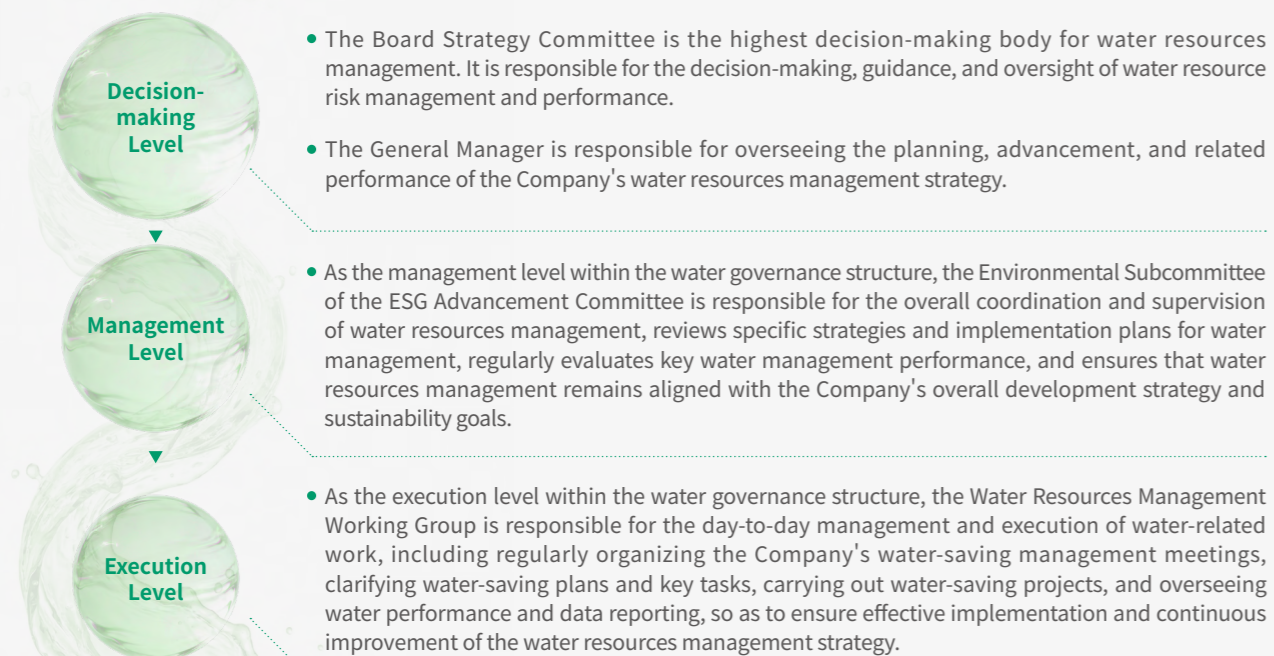 Decision-
making
Level
• The Board Strategy Committee is the highest decision-making body for water resources
management. It is responsible for the decision-making, guidance, and oversight of water resource
risk management and performance.
• The General Manager is responsible for overseeing the planning, advancement, and related
performance of the Company's water resources management strategy.
Management
Level
• As the management level within the water governance structure, the Environmental Subcommittee
of the ESG Advancement Committee is responsible for the overall coordination and supervision
of water resources management, reviews specific strategies and implementation plans for water
management, regularly evaluates key water management performance, and ensures that water
resources management remains aligned with the Company's overall development strategy and
sustainability goals.
Execution
Level
• As the execution level within the water governance structure, the Water Resources Management
Working Group is responsible for the day-to-day management and execution of water-related
work, including regularly organizing the Company's water-saving management meetings,
clarifying water-saving plans and key tasks, carrying out water-saving projects, and overseeing
water performance and data reporting, so as to ensure effective implementation and continuous
improvement of the water resources management strategy.